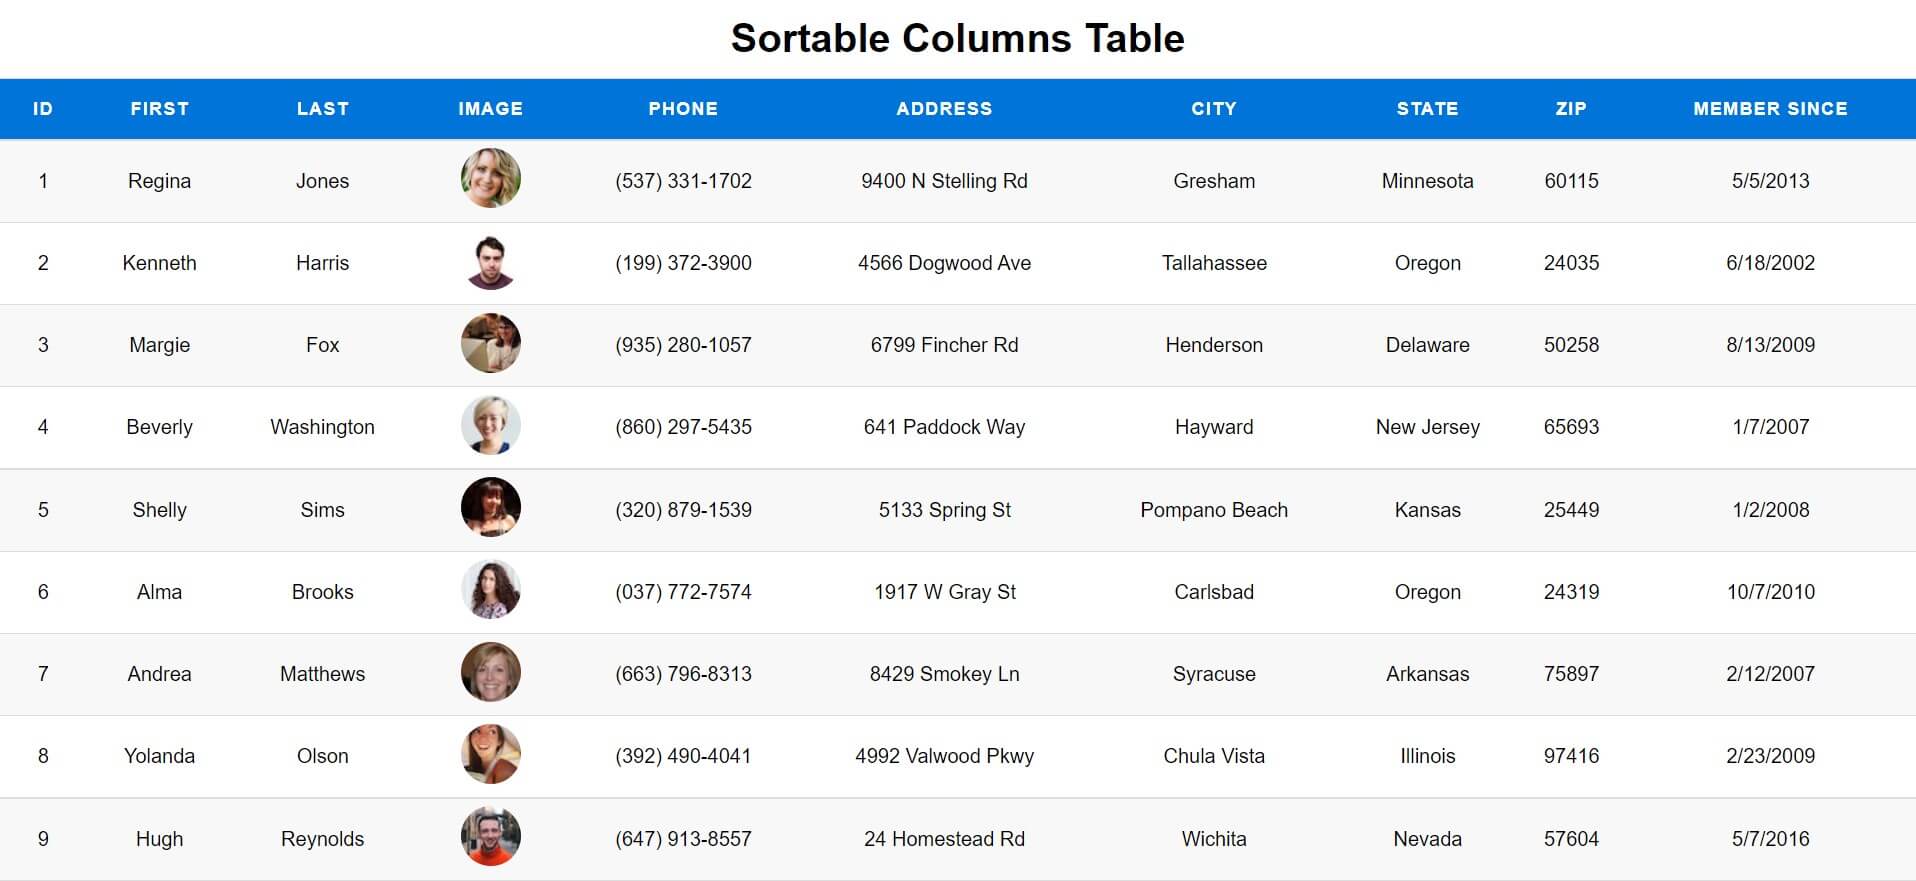 Sortable Columns Table
ID FIRST LAST IMAGE PHONE ADDRESS CITY STATE ZIP MEMBER SINCE
1 Regina Jones (537) 331-1702 9400 N Stelling Rd Gresham Minnesota 60115 5/5/2013
2 Kenneth Harris (199) 372-3900 4566 Dogwood Ave Tallahassee Oregon 24035 6/18/2002
3 Margie Fox (935) 280-1057 6799 Fincher Rd Henderson Delaware 50258 8/13/2009
4 Beverly Washington (860) 297-5435 641 Paddock Way Hayward New Jersey 65693 1/7/2007
5 Shelly Sims (320) 879-1539 5133 Spring St Pompano Beach Kansas 25449 1/2/2008
6 Alma Brooks (037) 772-7574 1917 W Gray St Carlsbad Oregon 24319 10/7/2010
7 Andrea Matthews (663) 796-8313 8429 Smokey Ln Syracuse Arkansas 75897 2/12/2007
8 Yolanda Olson (392) 490-4041 4992 Valwood Pkwy Chula Vista Illinois 97416 2/23/2009
9 Hugh Reynolds (647) 913-8557 24 Homestead Rd Wichita Nevada 57604 5/7/2016